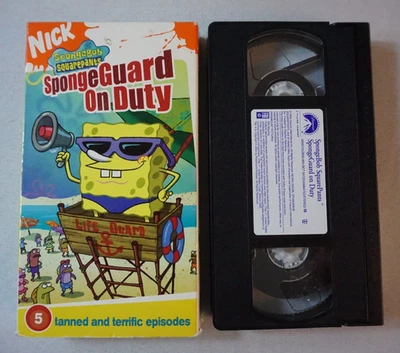 NICK
SpongeBob
SQUAREPANTS
SpongeGuard
On Duty
LIFE GUARD
5 tanned and terrific episodes
SpongeBob SquarePants
SpongeGuard on Duty